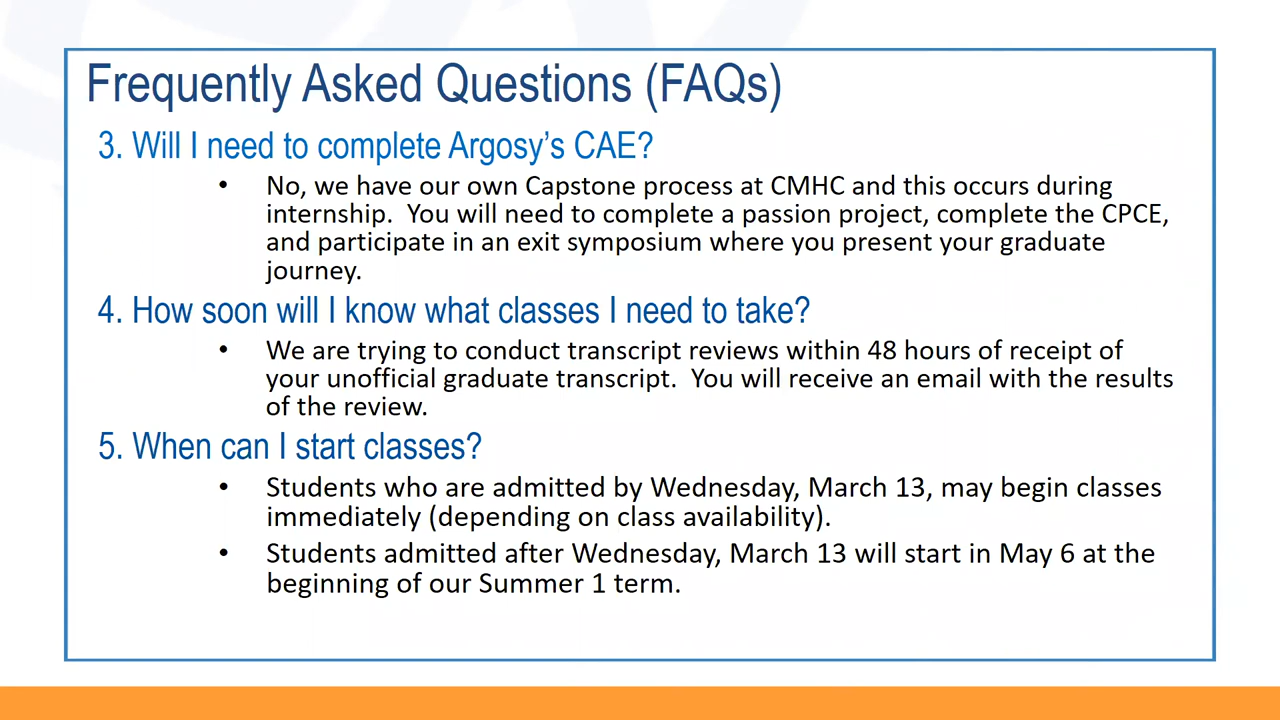 Frequently Asked Questions (FAQs)
3. Will I need to complete Argosy’s CAE?
• No, we have our own Capstone process at CMHC and this occurs during
internship.  You will need to complete a passion project, complete the CPCE,
and participate in an exit symposium where you present your graduate
journey.
4. How soon will I know what classes I need to take?
• We are trying to conduct transcript reviews within 48 hours of receipt of
your unofficial graduate transcript.  You will receive an email with the results
of the review.
5. When can I start classes?
• Students who are admitted by Wednesday, March 13, may begin classes
immediately (depending on class availability).
• Students admitted after Wednesday, March 13 will start in May 6 at the
beginning of our Summer 1 term.